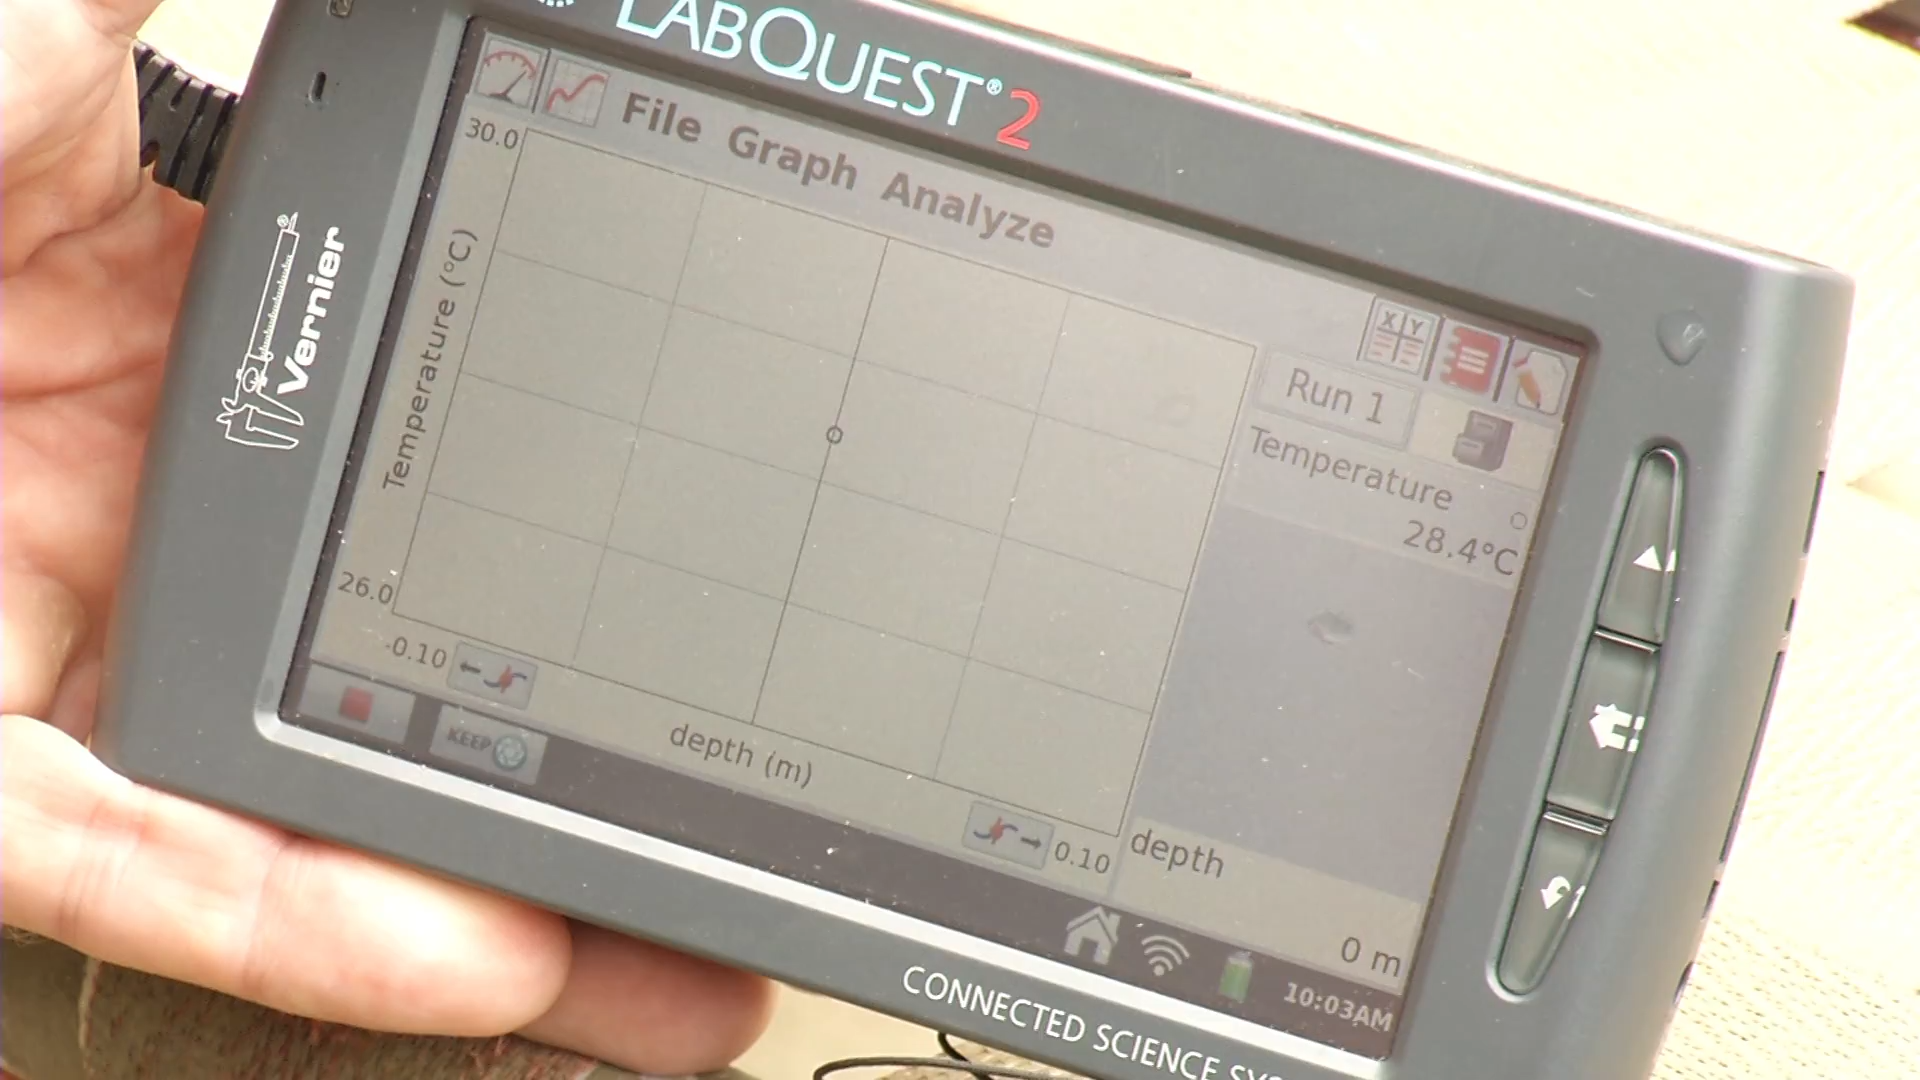 LABQUEST® 2
Vernier®
File Graph Analyze
X Y
30.0
Temperature (°C)
26.0
-0.10
depth (m)
0.10
Run 1
Temperature
28.4°C
depth
0 m
KEEP
10:03AM
CONNECTED SCIENCE